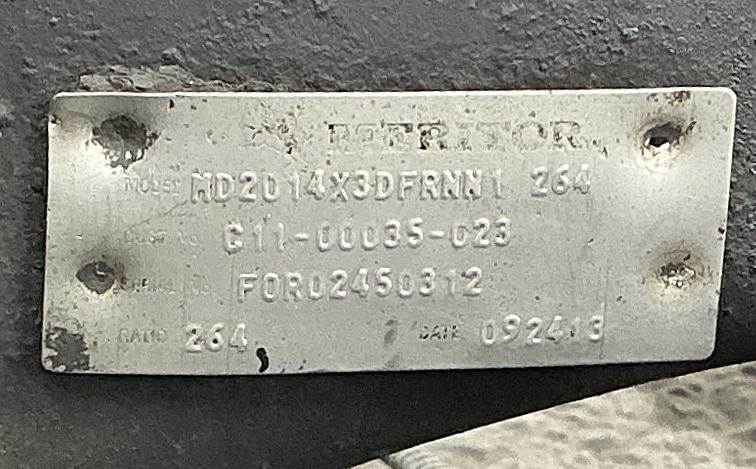 MERITOR
MODEL MD2014X3DFRNN1 264
CUST NO. C11-00035-023
SERIAL NO. FOR02450312
RATIO 264 DATE 092413